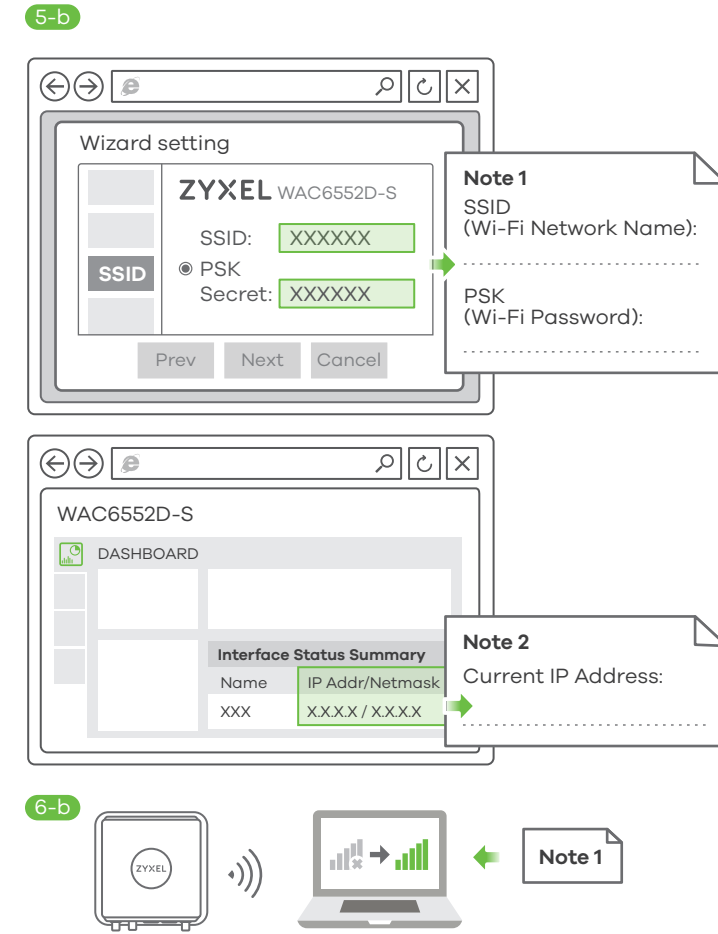 5-b
Wizard setting
ZYXEL WAC6552D-S
SSID: XXXXXX
SSID
PSK
Secret: XXXXXX
Prev Next Cancel
Note 1
SSID
(Wi-Fi Network Name):
PSK
(Wi-Fi Password):
WAC6552D-S
DASHBOARD
Interface Status Summary
Name IP Addr/Netmask
XXX X.X.X.X / X.X.X.X
Note 2
Current IP Address:
6-b
ZYXEL
Note 1